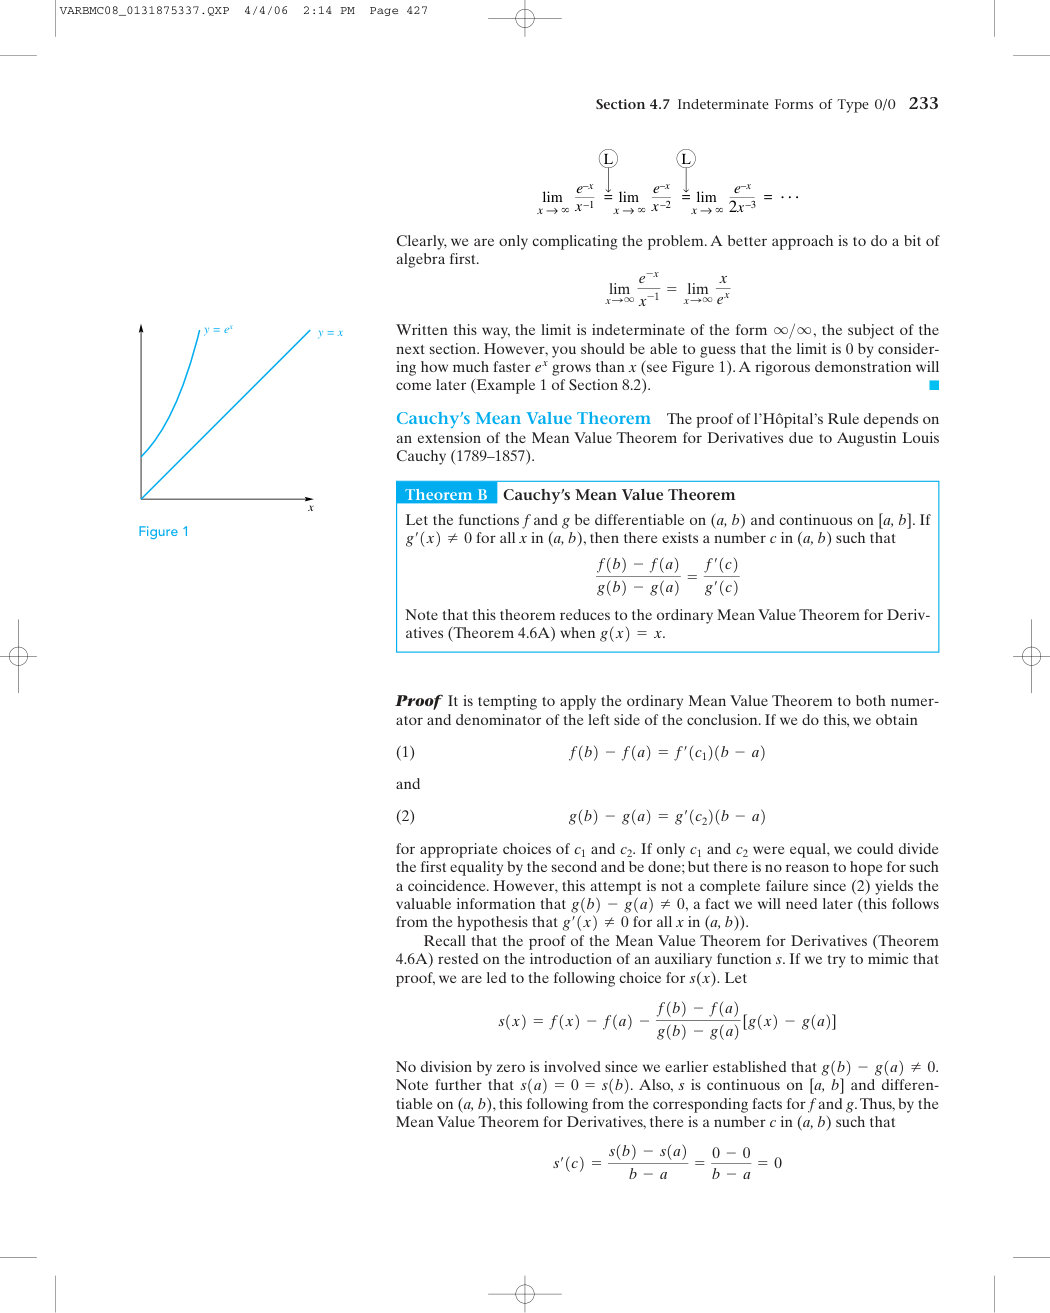 VARBMC08_0131875337.QXP 4/4/06 2:14 PM Page 427
Section 4.7 Indeterminate Forms of Type 0/0 233
L L
lim x→∞ e⁻ˣ/x⁻¹ = lim x→∞ e⁻ˣ/x⁻² = lim x→∞ e⁻ˣ/2x⁻³ = ···
Clearly, we are only complicating the problem. A better approach is to do a bit of
algebra first.
lim x→∞ e⁻ˣ/x⁻¹ = lim x→∞ x/eˣ
Written this way, the limit is indeterminate of the form ∞/∞, the subject of the
next section. However, you should be able to guess that the limit is 0 by consider-
ing how much faster eˣ grows than x (see Figure 1). A rigorous demonstration will
come later (Example 1 of Section 8.2). ■
y = eˣ
y = x
x
Figure 1
Cauchy's Mean Value Theorem The proof of l'Hôpital's Rule depends on
an extension of the Mean Value Theorem for Derivatives due to Augustin Louis
Cauchy (1789–1857).
Theorem B Cauchy's Mean Value Theorem
Let the functions f and g be differentiable on (a, b) and continuous on [a, b]. If
g′(x) ≠ 0 for all x in (a, b), then there exists a number c in (a, b) such that
(f(b) − f(a))/(g(b) − g(a)) = f′(c)/g′(c)
Note that this theorem reduces to the ordinary Mean Value Theorem for Deriv-
atives (Theorem 4.6A) when g(x) = x.
Proof It is tempting to apply the ordinary Mean Value Theorem to both numer-
ator and denominator of the left side of the conclusion. If we do this, we obtain
(1) f(b) − f(a) = f′(c₁)(b − a)
and
(2) g(b) − g(a) = g′(c₂)(b − a)
for appropriate choices of c₁ and c₂. If only c₁ and c₂ were equal, we could divide
the first equality by the second and be done; but there is no reason to hope for such
a coincidence. However, this attempt is not a complete failure since (2) yields the
valuable information that g(b) − g(a) ≠ 0, a fact we will need later (this follows
from the hypothesis that g′(x) ≠ 0 for all x in (a, b)).
Recall that the proof of the Mean Value Theorem for Derivatives (Theorem
4.6A) rested on the introduction of an auxiliary function s. If we try to mimic that
proof, we are led to the following choice for s(x). Let
s(x) = f(x) − f(a) − (f(b) − f(a))/(g(b) − g(a)) [g(x) − g(a)]
No division by zero is involved since we earlier established that g(b) − g(a) ≠ 0.
Note further that s(a) = 0 = s(b). Also, s is continuous on [a, b] and differen-
tiable on (a, b), this following from the corresponding facts for f and g. Thus, by the
Mean Value Theorem for Derivatives, there is a number c in (a, b) such that
s′(c) = (s(b) − s(a))/(b − a) = (0 − 0)/(b − a) = 0